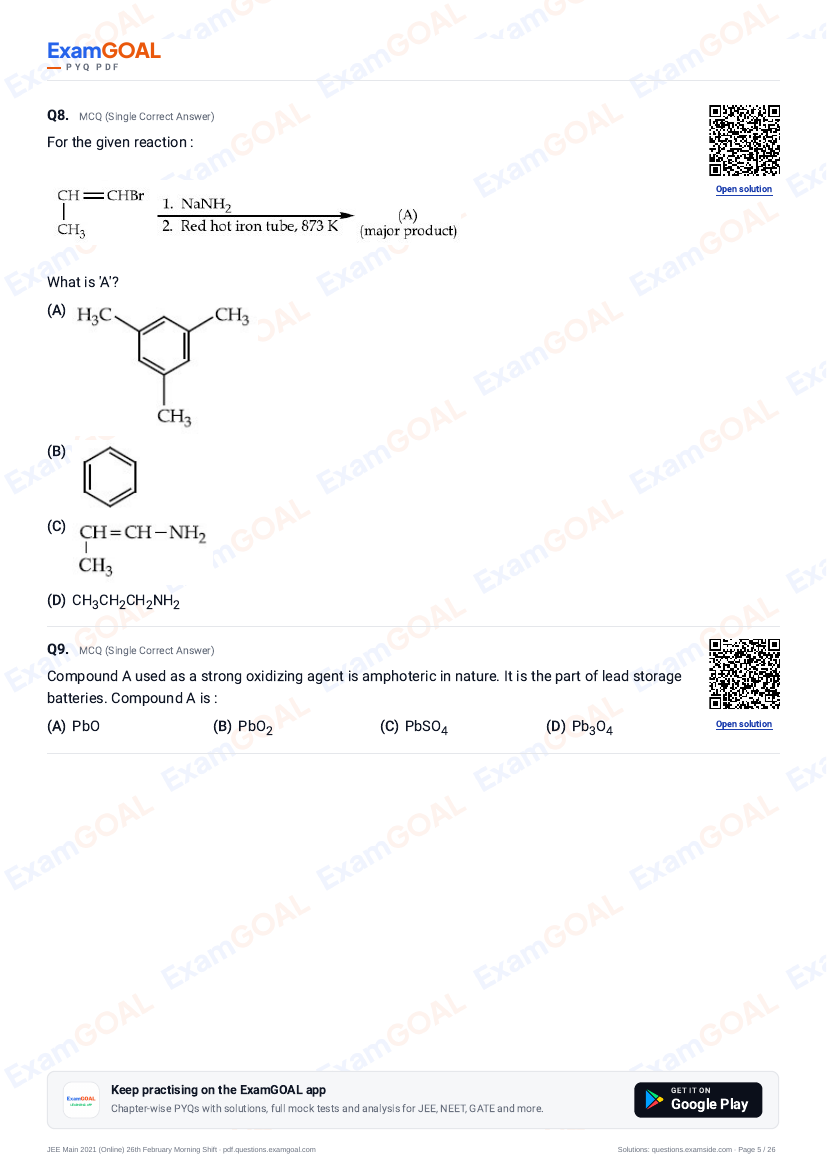 ExamGOAL
PYQ PDF
Q8. MCQ (Single Correct Answer)
Open solution
For the given reaction :
CH=CHBr
CH₃
1. NaNH₂
2. Red hot iron tube, 873 K
(A)
(major product)
What is 'A'?
(A) H₃C CH₃
CH₃
(B)
(C) CH=CH–NH₂
CH₃
(D) CH₃CH₂CH₂NH₂
Q9. MCQ (Single Correct Answer)
Open solution
Compound A used as a strong oxidizing agent is amphoteric in nature. It is the part of lead storage
batteries. Compound A is :
(A) PbO (B) PbO₂ (C) PbSO₄ (D) Pb₃O₄
ExamGOAL
Keep practising on the ExamGOAL app
Chapter-wise PYQs with solutions, full mock tests and analysis for JEE, NEET, GATE and more.
GET IT ON
Google Play
JEE Main 2021 (Online) 26th February Morning Shift · pdf.questions.examgoal.com
Solutions: questions.examside.com · Page 5 / 26